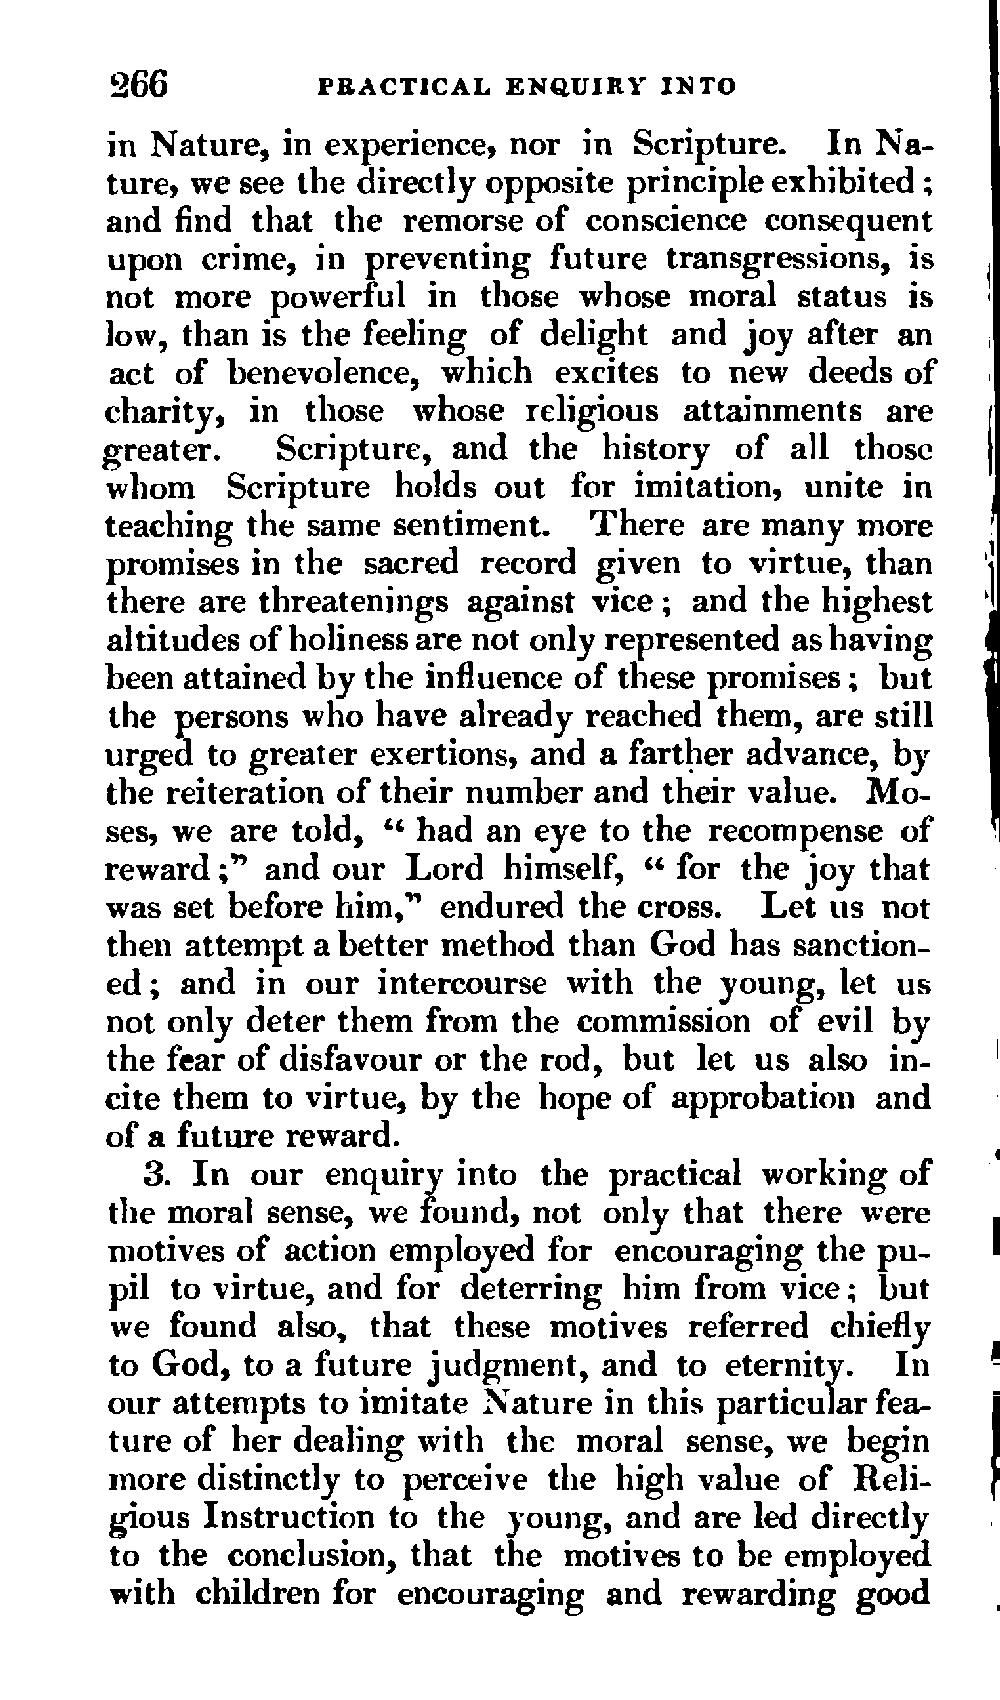 266 PRACTICAL ENQUIRY INTO
in Nature, in experience, nor in Scripture. In Na-
ture, we see the directly opposite principle exhibited;
and find that the remorse of conscience consequent
upon crime, in preventing future transgressions, is
not more powerful in those whose moral status is
low, than is the feeling of delight and joy after an
act of benevolence, which excites to new deeds of
charity, in those whose religious attainments are
greater. Scripture, and the history of all those
whom Scripture holds out for imitation, unite in
teaching the same sentiment. There are many more
promises in the sacred record given to virtue, than
there are threatenings against vice; and the highest
altitudes of holiness are not only represented as having
been attained by the influence of these promises; but
the persons who have already reached them, are still
urged to greater exertions, and a farther advance, by
the reiteration of their number and their value. Mo-
ses, we are told, “ had an eye to the recompense of
reward;” and our Lord himself, “ for the joy that
was set before him,” endured the cross. Let us not
then attempt a better method than God has sanction-
ed; and in our intercourse with the young, let us
not only deter them from the commission of evil by
the fear of disfavour or the rod, but let us also in-
cite them to virtue, by the hope of approbation and
of a future reward.
3. In our enquiry into the practical working of
the moral sense, we found, not only that there were
motives of action employed for encouraging the pu-
pil to virtue, and for deterring him from vice; but
we found also, that these motives referred chiefly
to God, to a future judgment, and to eternity. In
our attempts to imitate Nature in this particular fea-
ture of her dealing with the moral sense, we begin
more distinctly to perceive the high value of Reli-
gious Instruction to the young, and are led directly
to the conclusion, that the motives to be employed
with children for encouraging and rewarding good